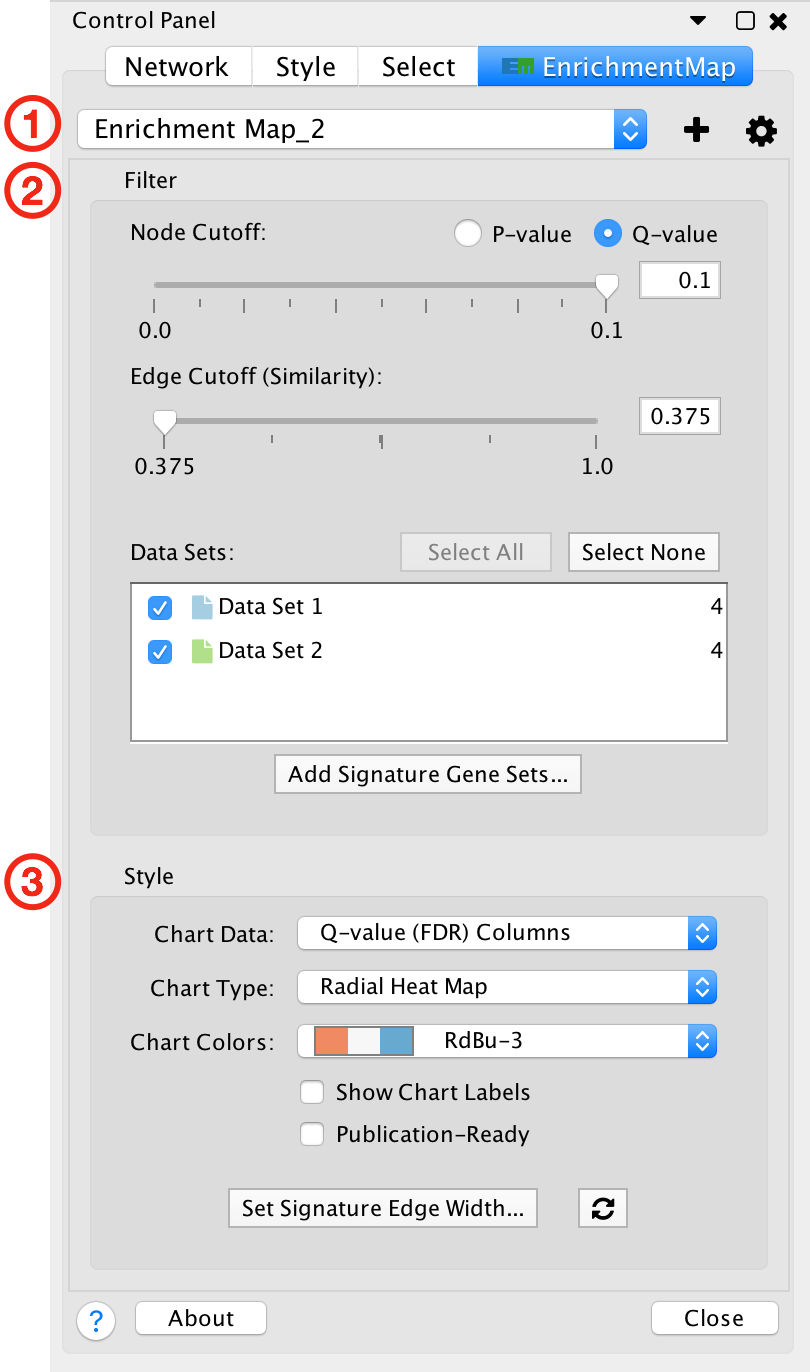 Control Panel
Network Style Select EM EnrichmentMap
1 Enrichment Map_2
2 Filter
Node Cutoff: P-value Q-value
0.1
0.0 0.1
Edge Cutoff (Similarity):
0.375
0.375 1.0
Data Sets: Select All Select None
Data Set 1 4
Data Set 2 4
Add Signature Gene Sets...
3 Style
Chart Data: Q-value (FDR) Columns
Chart Type: Radial Heat Map
Chart Colors: RdBu-3
Show Chart Labels
Publication-Ready
Set Signature Edge Width...
? About Close